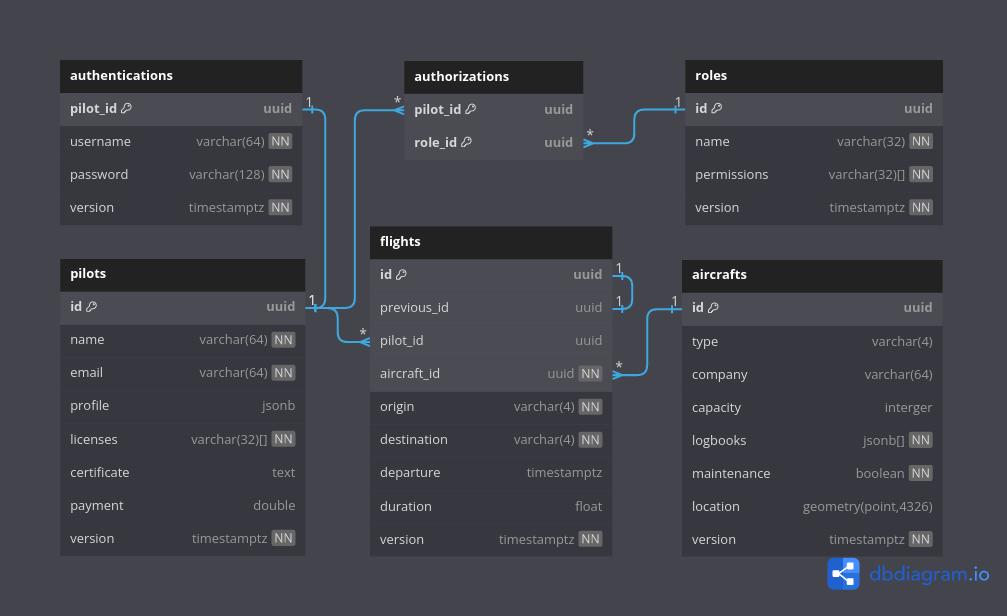 authentications
pilot_id uuid
username varchar(64) NN
password varchar(128) NN
version timestamptz NN
authorizations
pilot_id uuid
role_id uuid
roles
id uuid
name varchar(32) NN
permissions varchar(32)[] NN
version timestamptz NN
pilots
id uuid
name varchar(64) NN
email varchar(64) NN
profile jsonb
licenses varchar(32)[] NN
certificate text
payment double
version timestamptz NN
flights
id uuid
previous_id uuid
pilot_id uuid
aircraft_id uuid NN
origin varchar(4) NN
destination varchar(4) NN
departure timestamptz
duration float
version timestamptz NN
aircrafts
id uuid
type varchar(4)
company varchar(64)
capacity interger
logbooks jsonb[] NN
maintenance boolean NN
location geometry(point,4326)
version timestamptz NN
1
*
*
1
1
*
1
1
*
1
dbdiagram.io